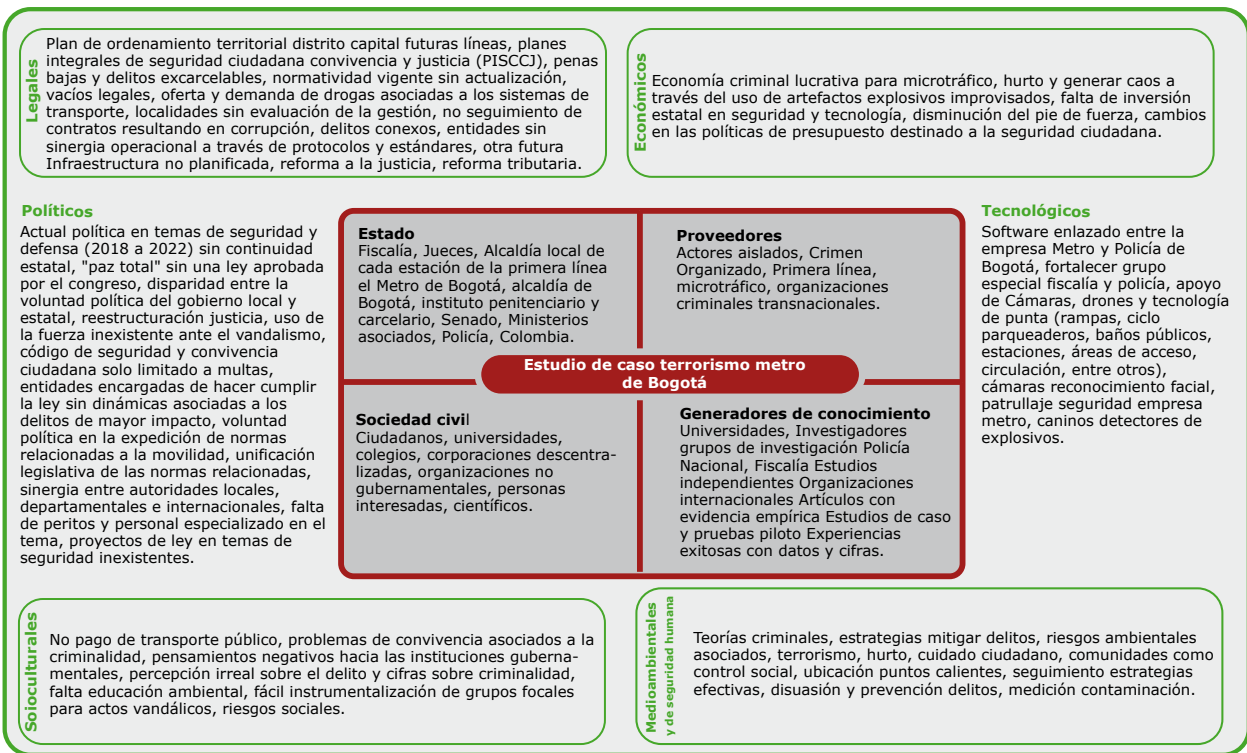 Legales
Plan de ordenamiento territorial distrito capital futuras líneas, planes
integrales de seguridad ciudadana convivencia y justicia (PISCCJ), penas
bajas y delitos excarcelables, normatividad vigente sin actualización,
vacíos legales, oferta y demanda de drogas asociadas a los sistemas de
transporte, localidades sin evaluación de la gestión, no seguimiento de
contratos resultando en corrupción, delitos conexos, entidades sin
sinergia operacional a través de protocolos y estándares, otra futura
Infraestructura no planificada, reforma a la justicia, reforma tributaria.
Económicos
Economía criminal lucrativa para microtráfico, hurto y generar caos a
través del uso de artefactos explosivos improvisados, falta de inversión
estatal en seguridad y tecnología, disminución del pie de fuerza, cambios
en las políticas de presupuesto destinado a la seguridad ciudadana.
Políticos
Actual política en temas de seguridad y
defensa (2018 a 2022) sin continuidad
estatal, "paz total" sin una ley aprobada
por el congreso, disparidad entre la
voluntad política del gobierno local y
estatal, reestructuración justicia, uso de
la fuerza inexistente ante el vandalismo,
código de seguridad y convivencia
ciudadana solo limitado a multas,
entidades encargadas de hacer cumplir
la ley sin dinámicas asociadas a los
delitos de mayor impacto, voluntad
política en la expedición de normas
relacionadas a la movilidad, unificación
legislativa de las normas relacionadas,
sinergia entre autoridades locales,
departamentales e internacionales, falta
de peritos y personal especializado en el
tema, proyectos de ley en temas de
seguridad inexistentes.
Estado
Fiscalía, Jueces, Alcaldía local de
cada estación de la primera línea
el Metro de Bogotá, alcaldía de
Bogotá, instituto penitenciario y
carcelario, Senado, Ministerios
asociados, Policía, Colombia.
Proveedores
Actores aislados, Crimen
Organizado, Primera línea,
microtráfico, organizaciones
criminales transnacionales.
Estudio de caso terrorismo metro
de Bogotá
Sociedad civil
Ciudadanos, universidades,
colegios, corporaciones descentra-
lizadas, organizaciones no
gubernamentales, personas
interesadas, científicos.
Generadores de conocimiento
Universidades, Investigadores
grupos de investigación Policía
Nacional, Fiscalía Estudios
independientes Organizaciones
internacionales Artículos con
evidencia empírica Estudios de caso
y pruebas piloto Experiencias
exitosas con datos y cifras.
Tecnológicos
Software enlazado entre la
empresa Metro y Policía de
Bogotá, fortalecer grupo
especial fiscalía y policía, apoyo
de Cámaras, drones y tecnología
de punta (rampas, ciclo
parqueaderos, baños públicos,
estaciones, áreas de acceso,
circulación, entre otros),
cámaras reconocimiento facial,
patrullaje seguridad empresa
metro, caninos detectores de
explosivos.
Soioculturales
No pago de transporte público, problemas de convivencia asociados a la
criminalidad, pensamientos negativos hacia las instituciones guberna-
mentales, percepción irreal sobre el delito y cifras sobre criminalidad,
falta educación ambiental, fácil instrumentalización de grupos focales
para actos vandálicos, riesgos sociales.
Medioambientales
y de seguridad humana
Teorías criminales, estrategias mitigar delitos, riesgos ambientales
asociados, terrorismo, hurto, cuidado ciudadano, comunidades como
control social, ubicación puntos calientes, seguimiento estrategias
efectivas, disuasión y prevención delitos, medición contaminación.